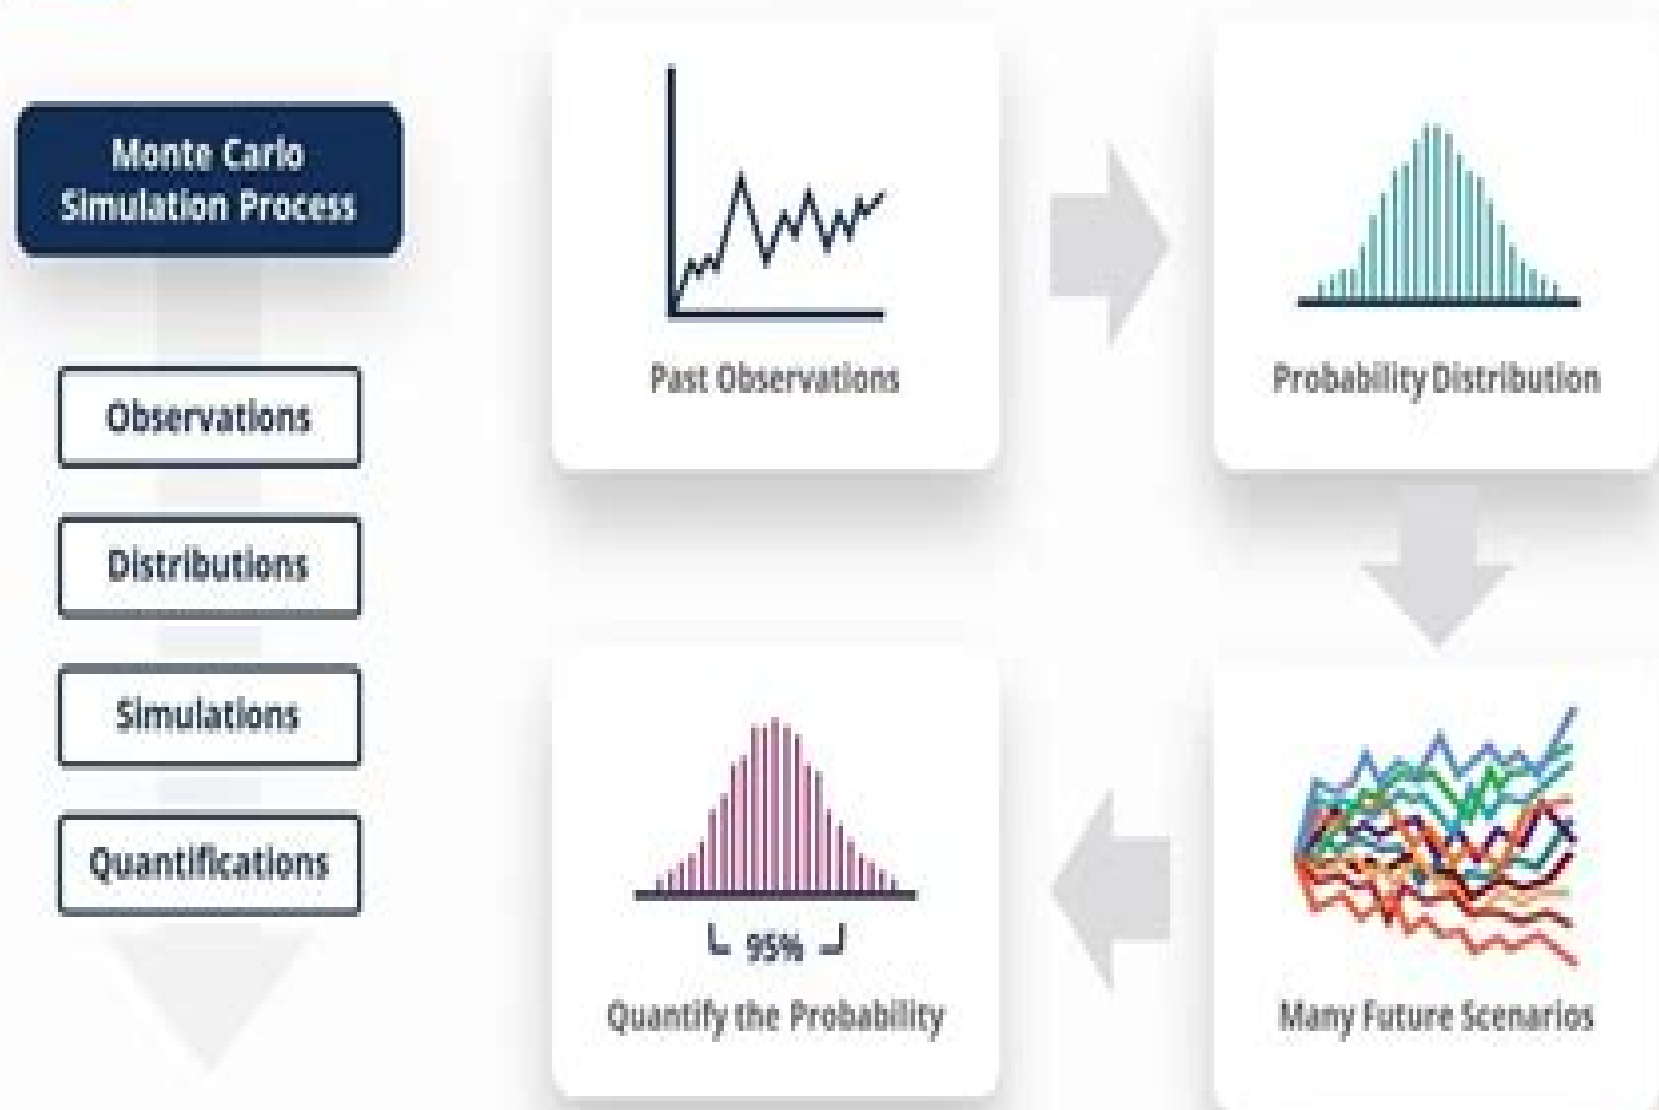 Monte Carlo
Simulation Process
Observations
Distributions
Simulations
Quantifications
Past Observations
Probability Distribution
95%
Quantify the Probability
Many Future Scenarios